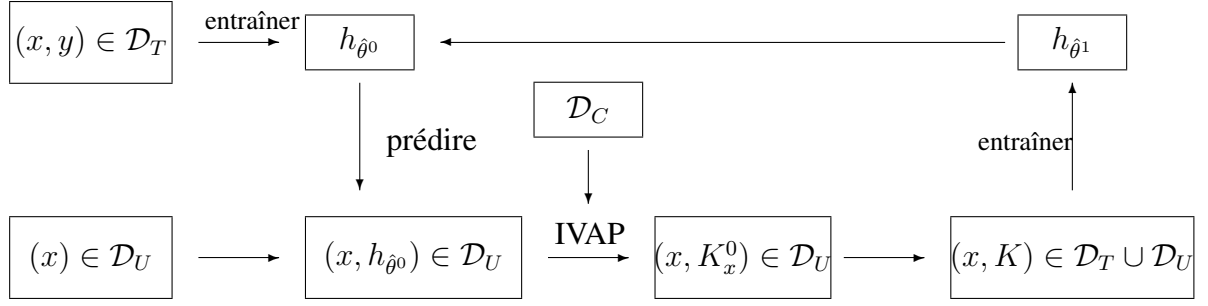 (x, y) ∈ 𝒟_T
entraîner
h_{θ̂^0}
h_{θ̂^1}
𝒟_C
prédire
entraîner
(x) ∈ 𝒟_U
(x, h_{θ̂^0}) ∈ 𝒟_U
IVAP
(x, K_x^0) ∈ 𝒟_U
(x, K) ∈ 𝒟_T ∪ 𝒟_U